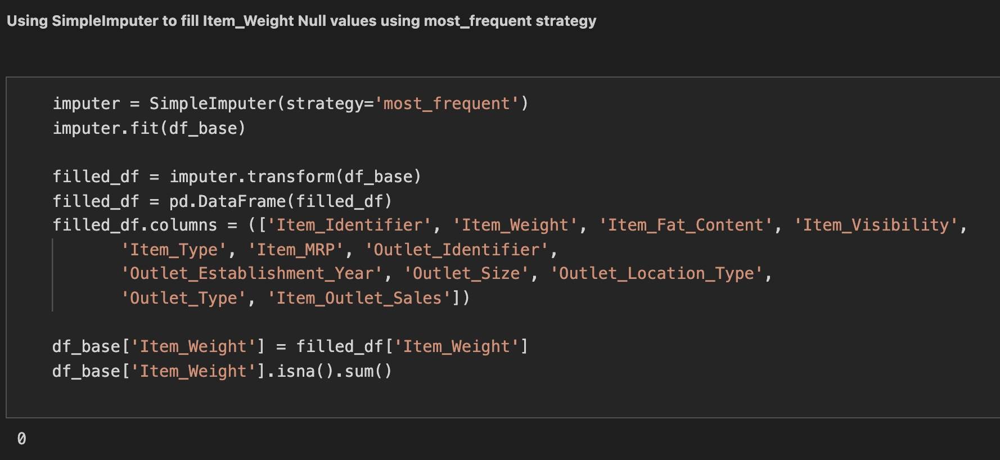 Using SimpleImputer to fill Item_Weight Null values using most_frequent strategy
imputer = SimpleImputer(strategy='most_frequent')
imputer.fit(df_base)
filled_df = imputer.transform(df_base)
filled_df = pd.DataFrame(filled_df)
filled_df.columns = (['Item_Identifier', 'Item_Weight', 'Item_Fat_Content', 'Item_Visibility',
'Item_Type', 'Item_MRP', 'Outlet_Identifier',
'Outlet_Establishment_Year', 'Outlet_Size', 'Outlet_Location_Type',
'Outlet_Type', 'Item_Outlet_Sales'])
df_base['Item_Weight'] = filled_df['Item_Weight']
df_base['Item_Weight'].isna().sum()
0